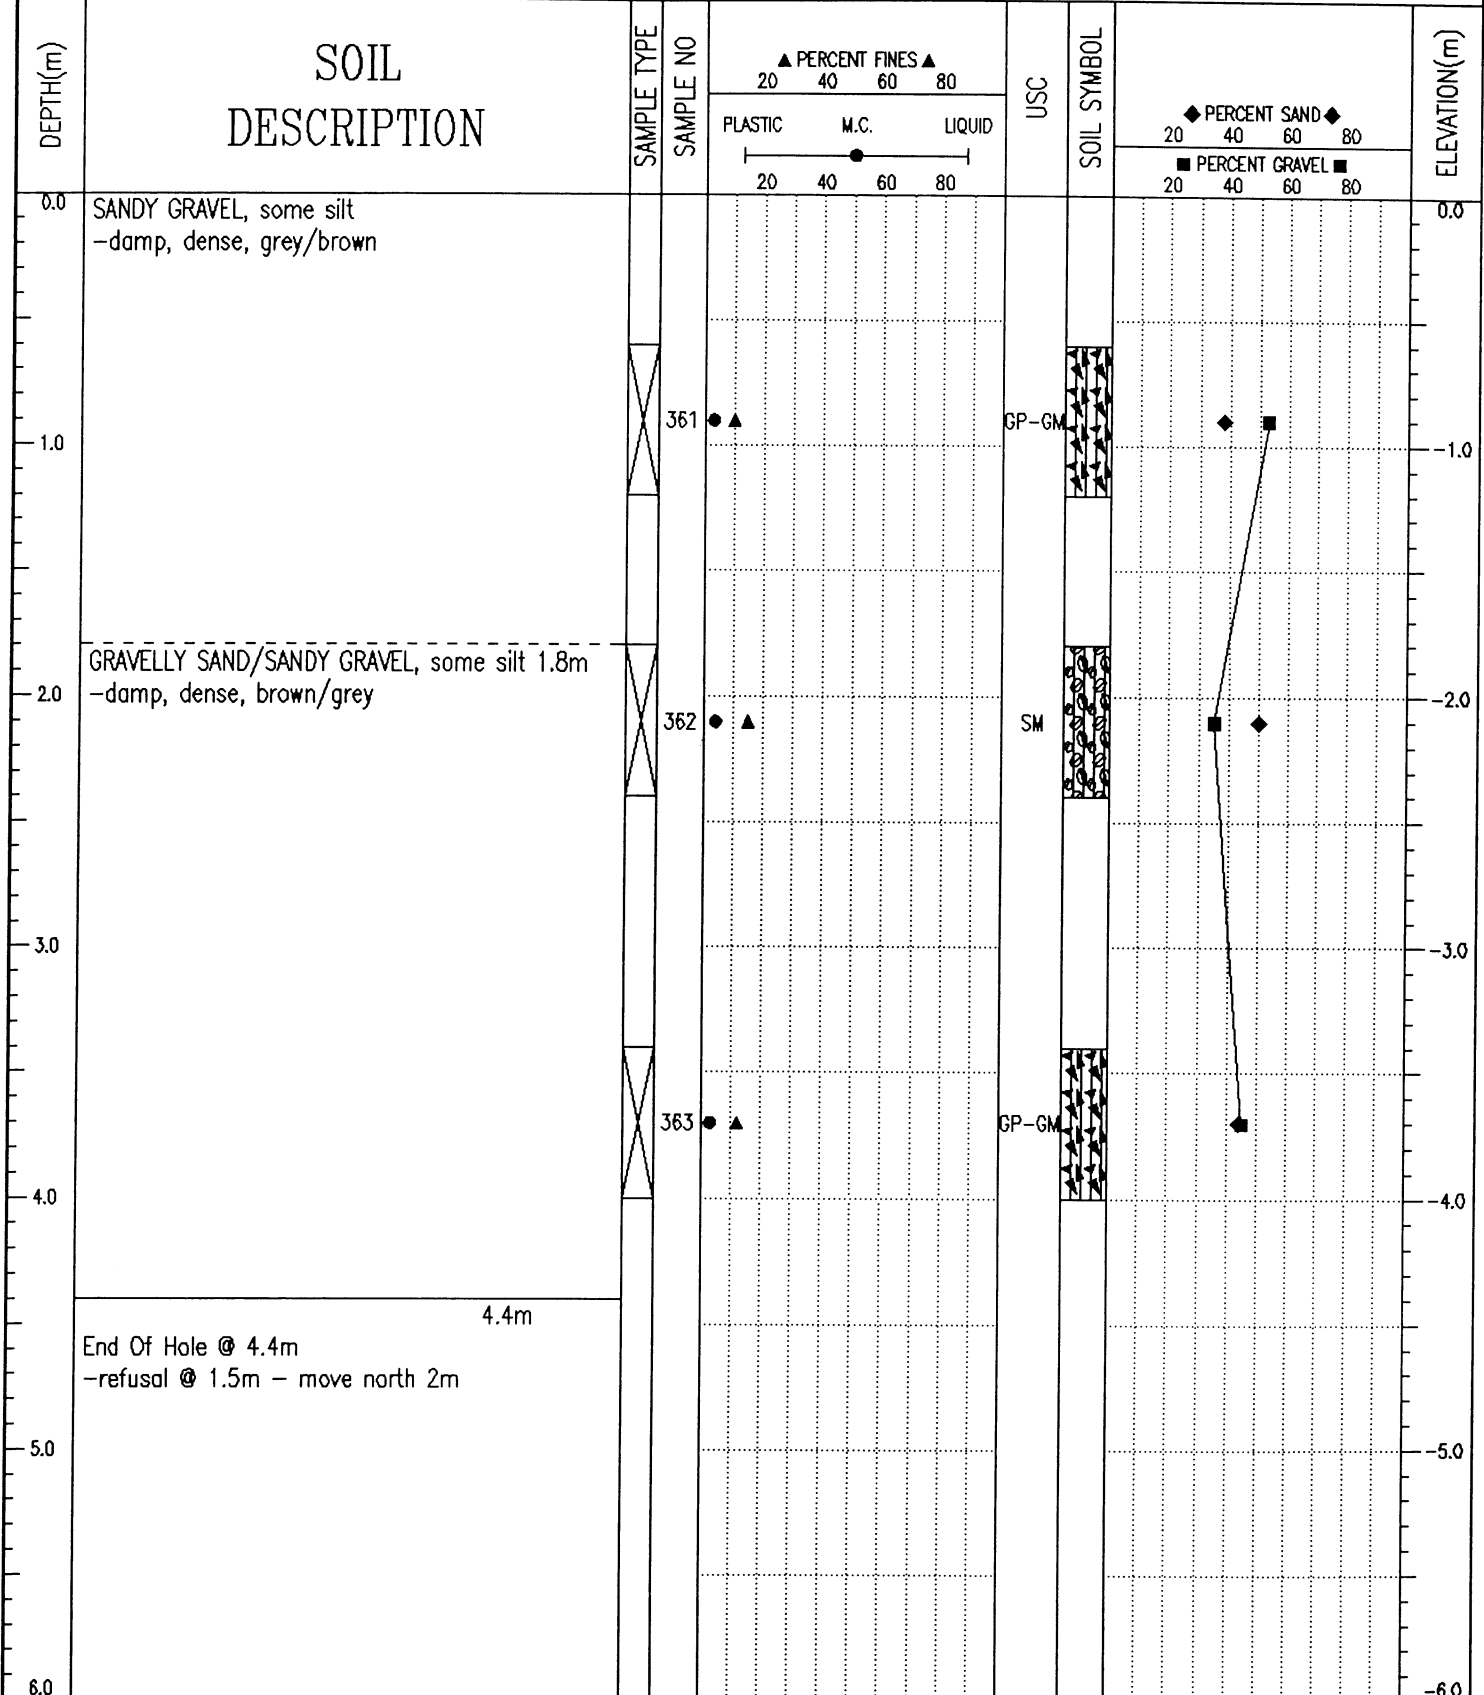 DEPTH(m)
SOIL
DESCRIPTION
SAMPLE TYPE
SAMPLE NO
▲ PERCENT FINES ▲
20 40 60 80
PLASTIC M.C. LIQUID
20 40 60 80
USC
SOIL SYMBOL
◆ PERCENT SAND ◆
20 40 60 80
■ PERCENT GRAVEL ■
20 40 60 80
ELEVATION(m)
0.0 SANDY GRAVEL, some silt 0.0
-damp, dense, grey/brown
361 GP-GM
1.0 -1.0
GRAVELLY SAND/SANDY GRAVEL, some silt 1.8m
2.0 -damp, dense, brown/grey -2.0
362 SM
3.0 -3.0
363 GP-GM
4.0 -4.0
4.4m
End Of Hole @ 4.4m
-refusal @ 1.5m - move north 2m
5.0 -5.0
6.0 -6.0